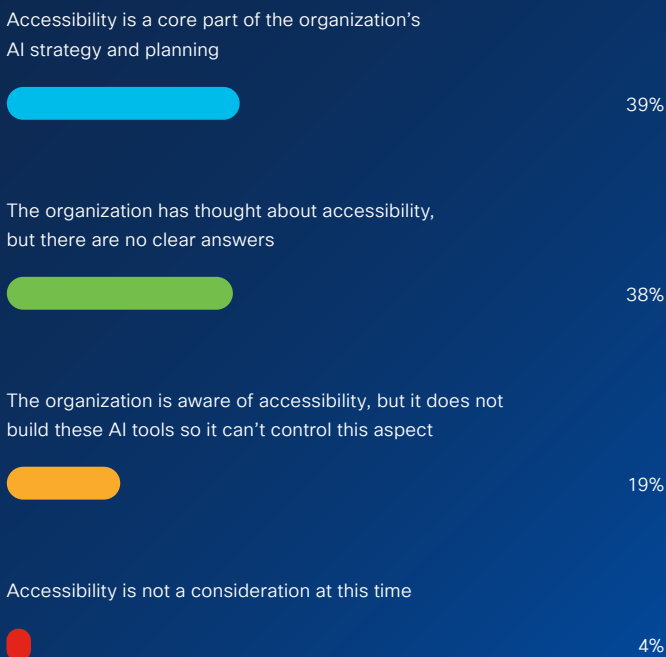 Accessibility is a core part of the organization’s
AI strategy and planning
39%
The organization has thought about accessibility,
but there are no clear answers
38%
The organization is aware of accessibility, but it does not
build these AI tools so it can’t control this aspect
19%
Accessibility is not a consideration at this time
4%